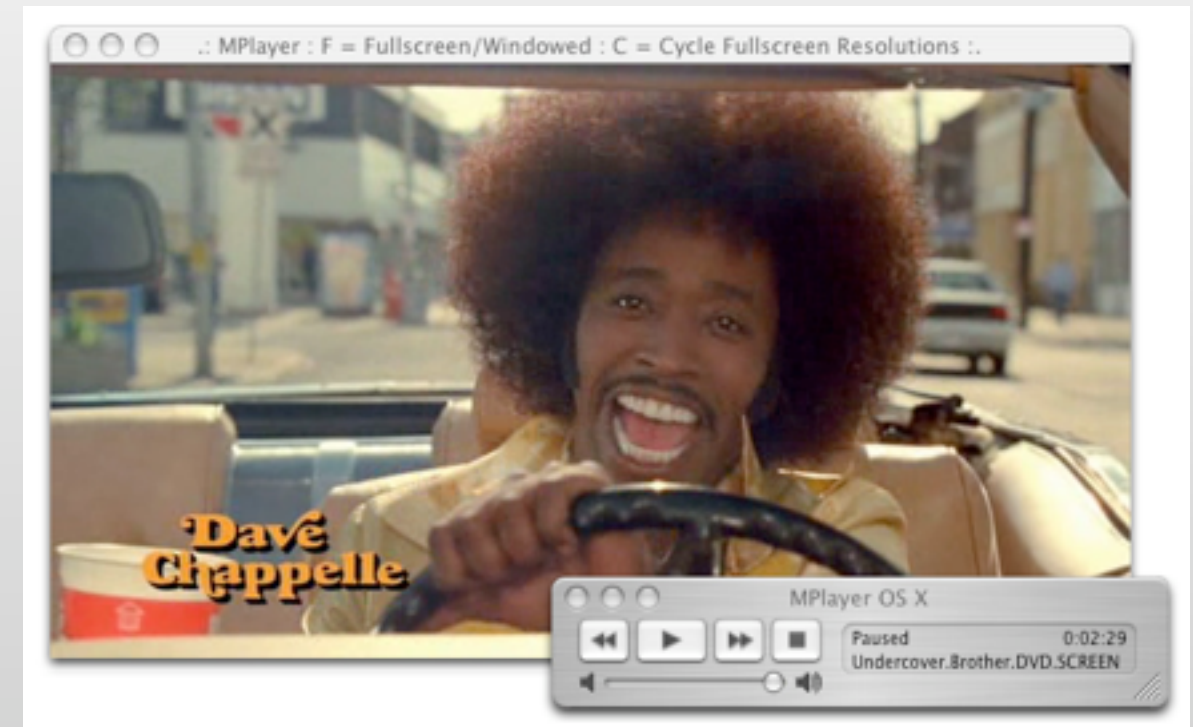 .: MPlayer : F = Fullscreen/Windowed : C = Cycle Fullscreen Resolutions :.
X
Dave
Chappelle
MPlayer OS X
Paused 0:02:29
Undercover.Brother.DVD.SCREEN